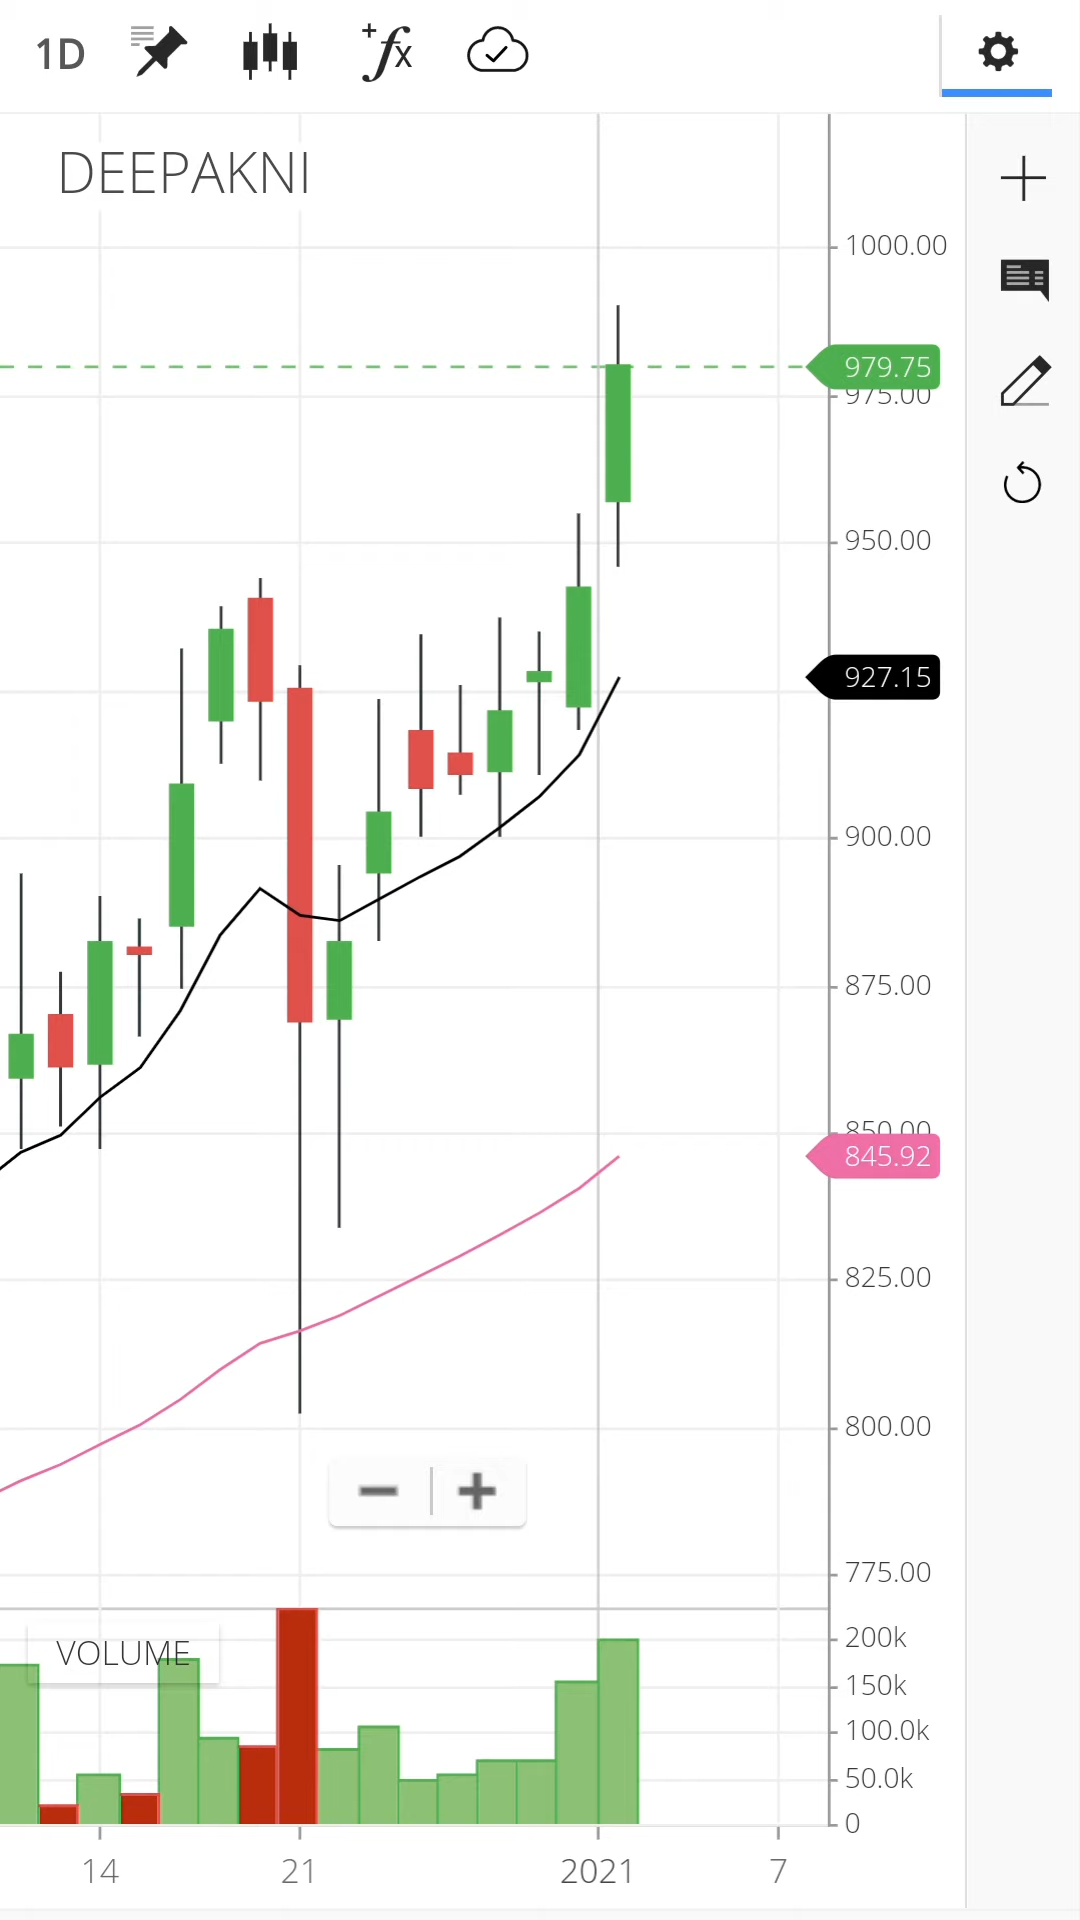 1D
+fx
DEEPAKNI
1000.00
979.75
975.00
950.00
927.15
900.00
875.00
850.00
845.92
825.00
800.00
775.00
VOLUME
200k
150k
100.0k
50.0k
0
14 21 2021 7